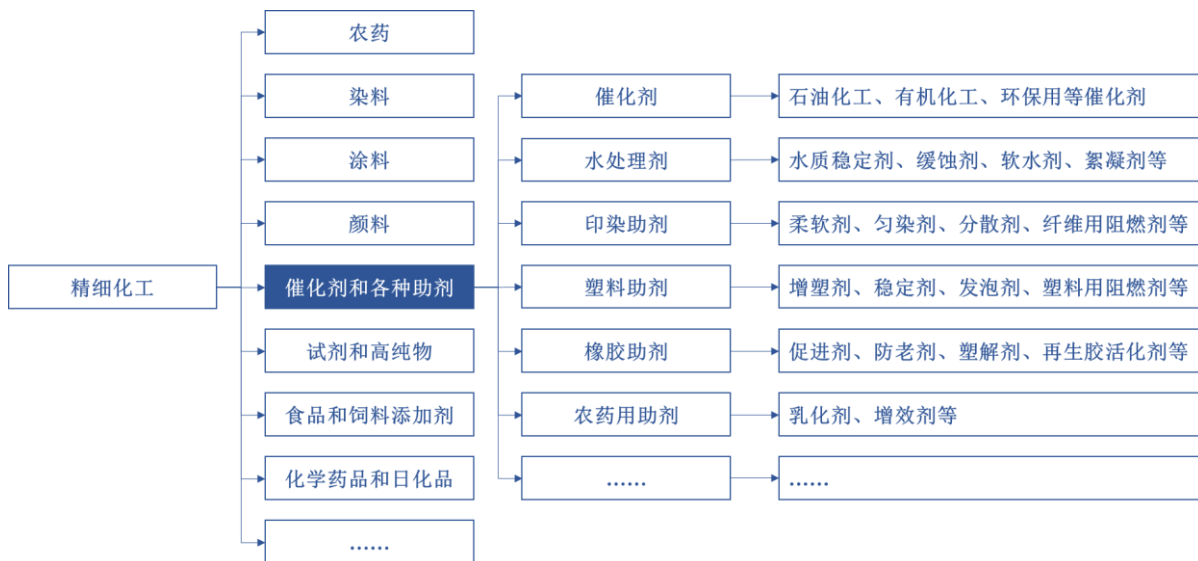 农药
染料
催化剂
石油化工、有机化工、环保用等催化剂
涂料
水处理剂
水质稳定剂、缓蚀剂、软水剂、絮凝剂等
颜料
印染助剂
柔软剂、匀染剂、分散剂、纤维用阻燃剂等
精细化工
催化剂和各种助剂
塑料助剂
增塑剂、稳定剂、发泡剂、塑料用阻燃剂等
试剂和高纯物
橡胶助剂
促进剂、防老剂、塑解剂、再生胶活化剂等
食品和饲料添加剂
农药用助剂
乳化剂、增效剂等
化学药品和日化品
……
……
……